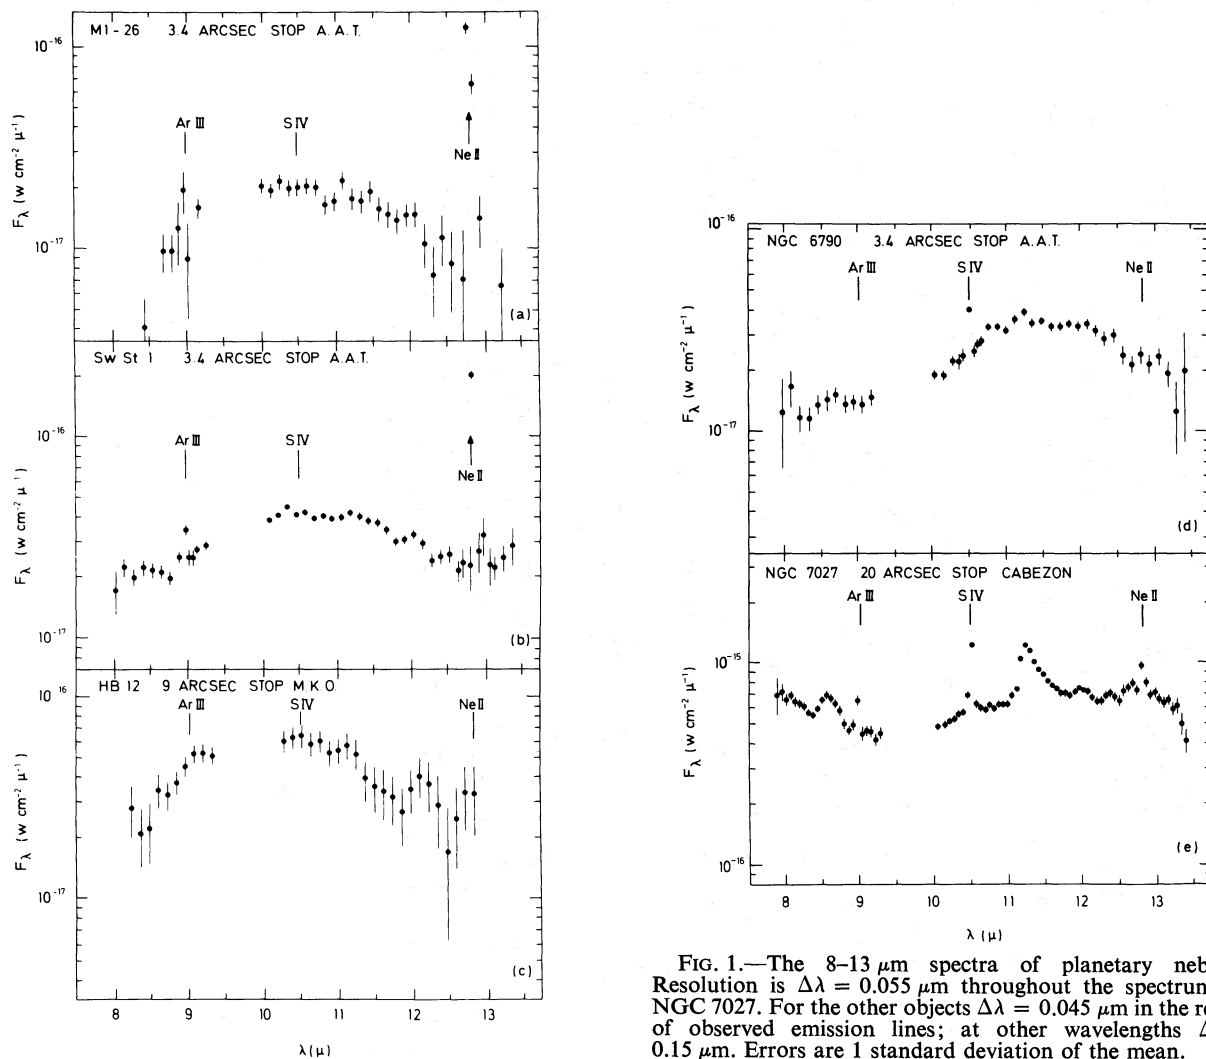 M1-26 3.4 ARCSEC STOP A.A.T.
10⁻¹⁶
Ar III
S IV
Ne II
10⁻¹⁷
F_λ (w cm⁻² μ⁻¹)
(a)
Sw St 1 3.4 ARCSEC STOP A.A.T.
10⁻¹⁶
Ar III
S IV
Ne II
F_λ (w cm⁻² μ⁻¹)
10⁻¹⁷
(b)
HB 12 9 ARCSEC STOP M K O.
10⁻¹⁶
Ar III
S IV
Ne II
F_λ (w cm⁻² μ⁻¹)
10⁻¹⁷
(c)
8 9 10 11 12 13
λ(μ)
10⁻¹⁶
NGC 6790 3.4 ARCSEC STOP A.A.T.
Ar III
S IV
Ne II
F_λ (w cm⁻² μ⁻¹)
10⁻¹⁷
(d)
NGC 7027 20 ARCSEC STOP CABEZON
Ar III
S IV
Ne II
10⁻¹⁵
F_λ (w cm⁻² μ⁻¹)
10⁻¹⁶
(e)
8 9 10 11 12 13
λ (μ)
FIG. 1.—The 8–13 μm spectra of planetary neb
Resolution is Δλ = 0.055 μm throughout the spectrun
NGC 7027. For the other objects Δλ = 0.045 μm in the re
of observed emission lines; at other wavelengths Δ
0.15 μm. Errors are 1 standard deviation of the mean.